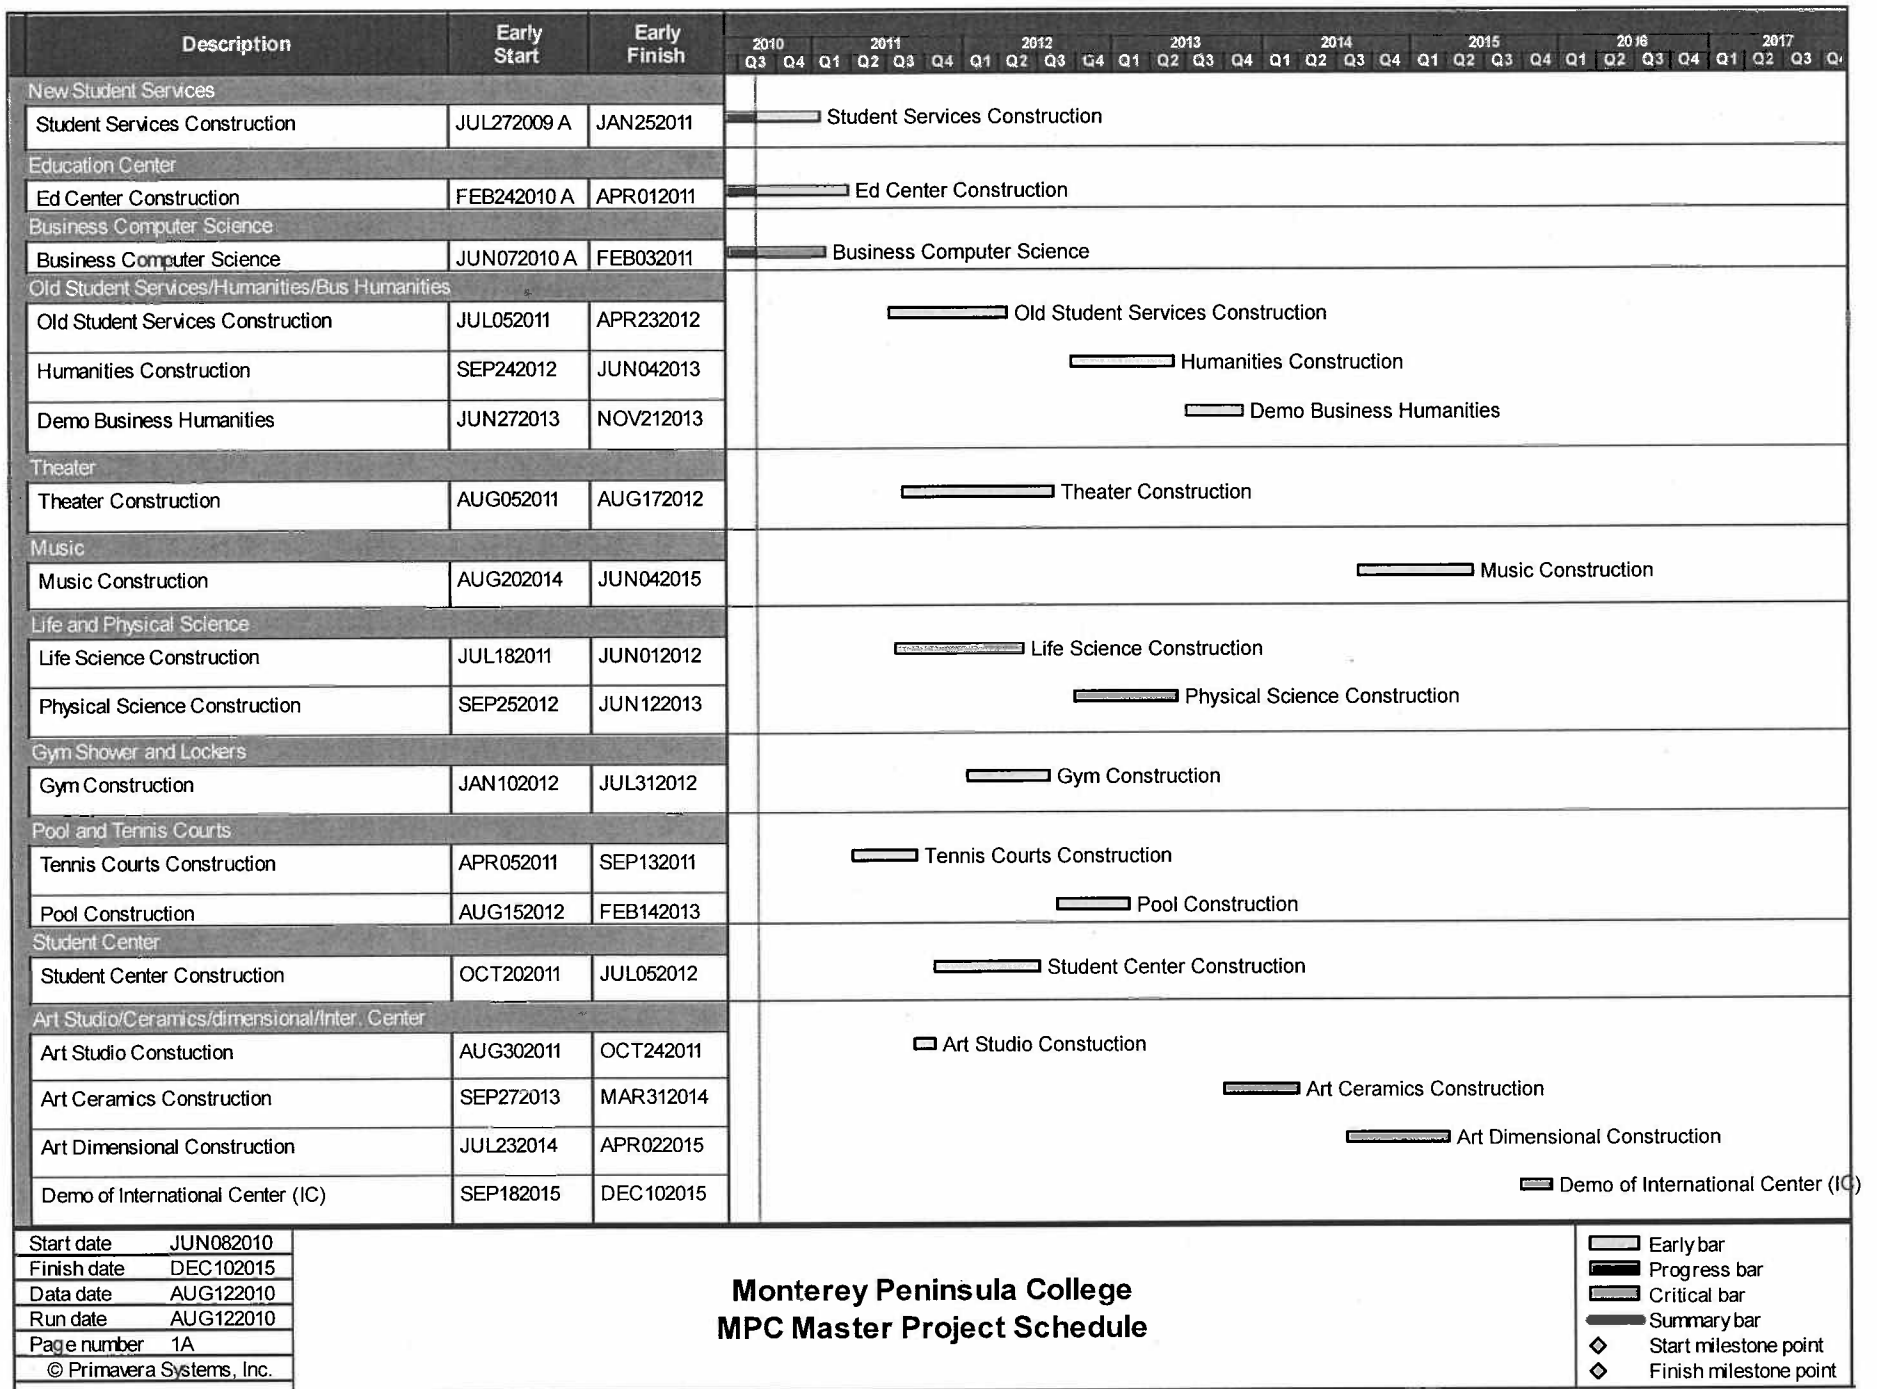 Description Early Start Early Finish
2010 2011 2012 2013 2014 2015 2016 2017
Q3 Q4 Q1 Q2 Q3 Q4 Q1 Q2 Q3 Q4 Q1 Q2 Q3 Q4 Q1 Q2 Q3 Q4 Q1 Q2 Q3 Q4 Q1 Q2 Q3 Q4 Q1 Q2 Q3 Q
New Student Services
Student Services Construction JUL272009 A JAN252011 Student Services Construction
Education Center
Ed Center Construction FEB242010 A APR012011 Ed Center Construction
Business Computer Science
Business Computer Science JUN072010 A FEB032011 Business Computer Science
Old Student Services/Humanities/Bus Humanities
Old Student Services Construction JUL052011 APR232012 Old Student Services Construction
Humanities Construction SEP242012 JUN042013 Humanities Construction
Demo Business Humanities JUN272013 NOV212013 Demo Business Humanities
Theater
Theater Construction AUG052011 AUG172012 Theater Construction
Music
Music Construction AUG202014 JUN042015 Music Construction
Life and Physical Science
Life Science Construction JUL182011 JUN012012 Life Science Construction
Physical Science Construction SEP252012 JUN122013 Physical Science Construction
Gym Shower and Lockers
Gym Construction JAN102012 JUL312012 Gym Construction
Pool and Tennis Courts
Tennis Courts Construction APR052011 SEP132011 Tennis Courts Construction
Pool Construction AUG152012 FEB142013 Pool Construction
Student Center
Student Center Construction OCT202011 JUL052012 Student Center Construction
Art Studio/Ceramics/dimensional/Inter. Center
Art Studio Constuction AUG302011 OCT242011 Art Studio Constuction
Art Ceramics Construction SEP272013 MAR312014 Art Ceramics Construction
Art Dimensional Construction JUL232014 APR022015 Art Dimensional Construction
Demo of International Center (IC) SEP182015 DEC102015 Demo of International Center (IC)
Start date JUN082010
Finish date DEC102015
Data date AUG122010
Run date AUG122010
Page number 1A
© Primavera Systems, Inc.
Monterey Peninsula College
MPC Master Project Schedule
Early bar
Progress bar
Critical bar
Summary bar
Start milestone point
Finish milestone point